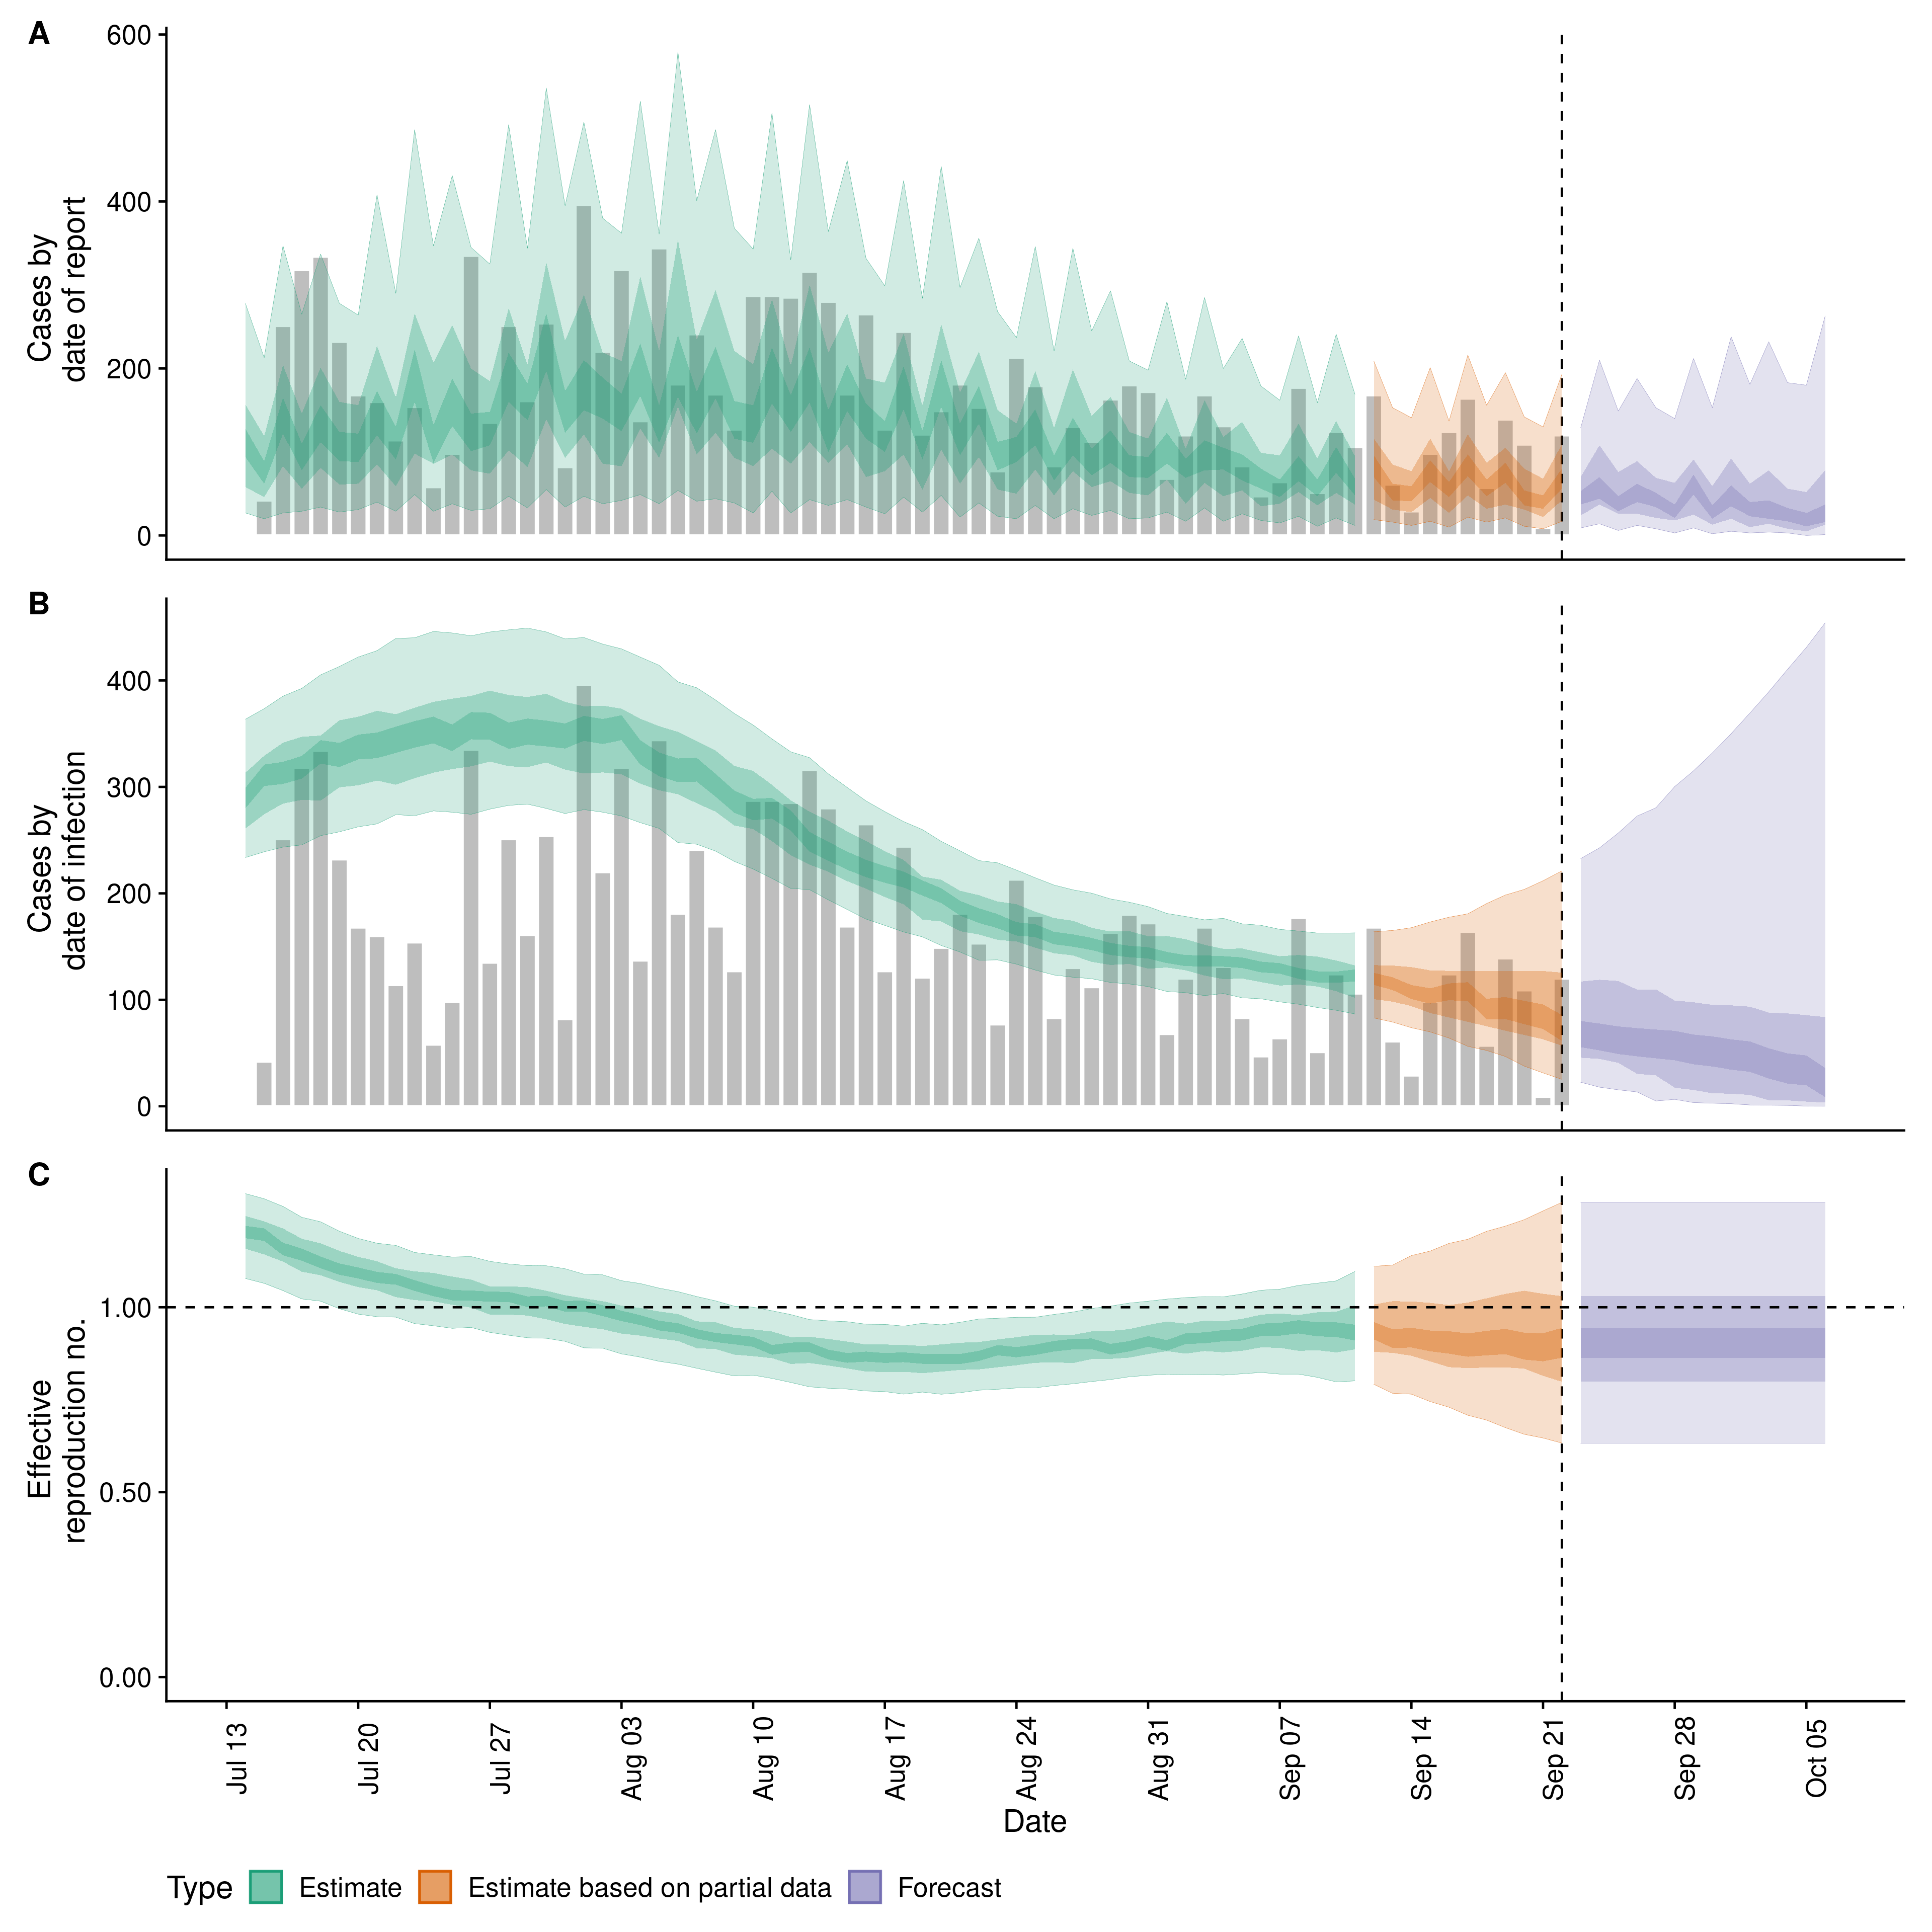 A
600
400
200
0
Cases by
date of report
B
400
300
200
100
0
Cases by
date of infection
C
1.00
0.50
0.00
Effective
reproduction no.
Jul 13
Jul 20
Jul 27
Aug 03
Aug 10
Aug 17
Aug 24
Aug 31
Sep 07
Sep 14
Sep 21
Sep 28
Oct 05
Date
Type Estimate Estimate based on partial data Forecast